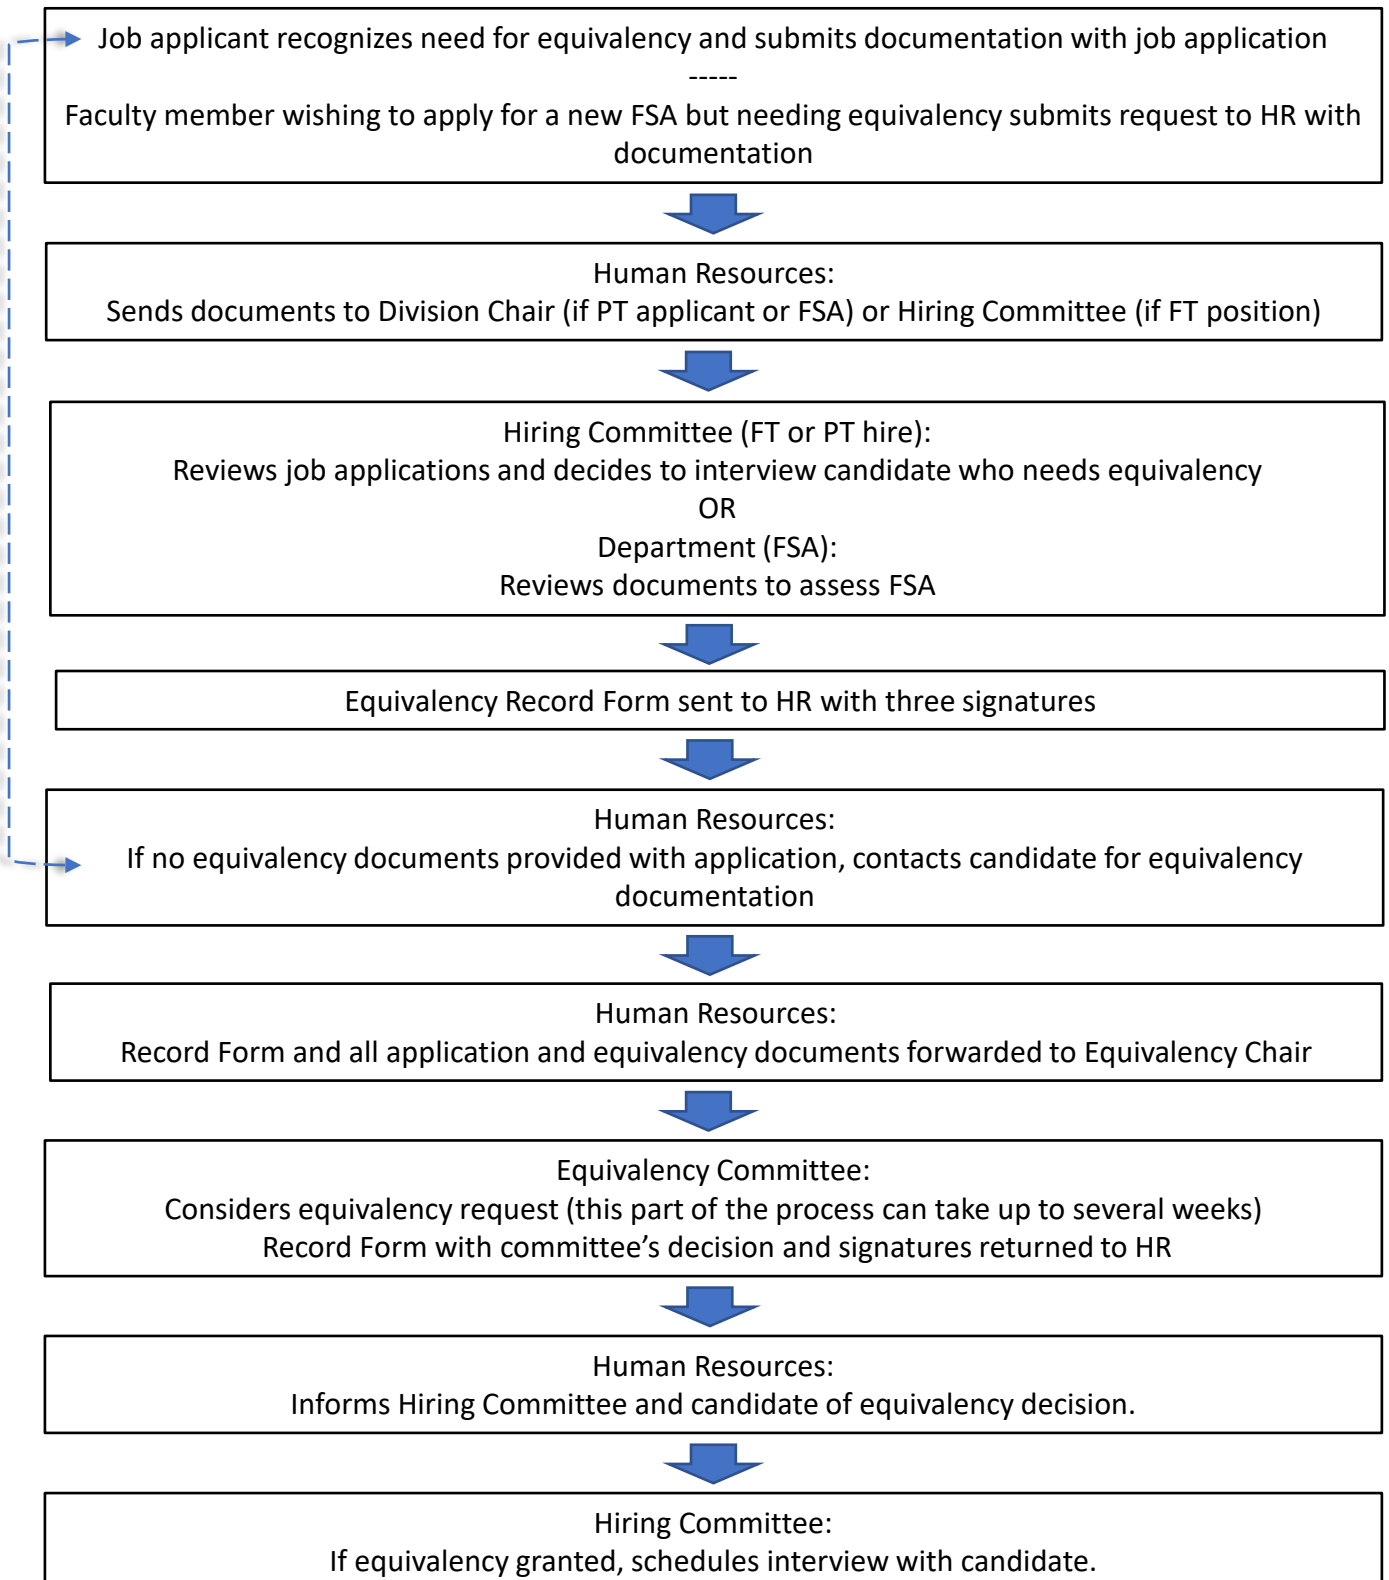 Job applicant recognizes need for equivalency and submits documentation with job application
-----
Faculty member wishing to apply for a new FSA but needing equivalency submits request to HR with
documentation
Human Resources:
Sends documents to Division Chair (if PT applicant or FSA) or Hiring Committee (if FT position)
Hiring Committee (FT or PT hire):
Reviews job applications and decides to interview candidate who needs equivalency
OR
Department (FSA):
Reviews documents to assess FSA
Equivalency Record Form sent to HR with three signatures
Human Resources:
If no equivalency documents provided with application, contacts candidate for equivalency
documentation
Human Resources:
Record Form and all application and equivalency documents forwarded to Equivalency Chair
Equivalency Committee:
Considers equivalency request (this part of the process can take up to several weeks)
Record Form with committee’s decision and signatures returned to HR
Human Resources:
Informs Hiring Committee and candidate of equivalency decision.
Hiring Committee:
If equivalency granted, schedules interview with candidate.